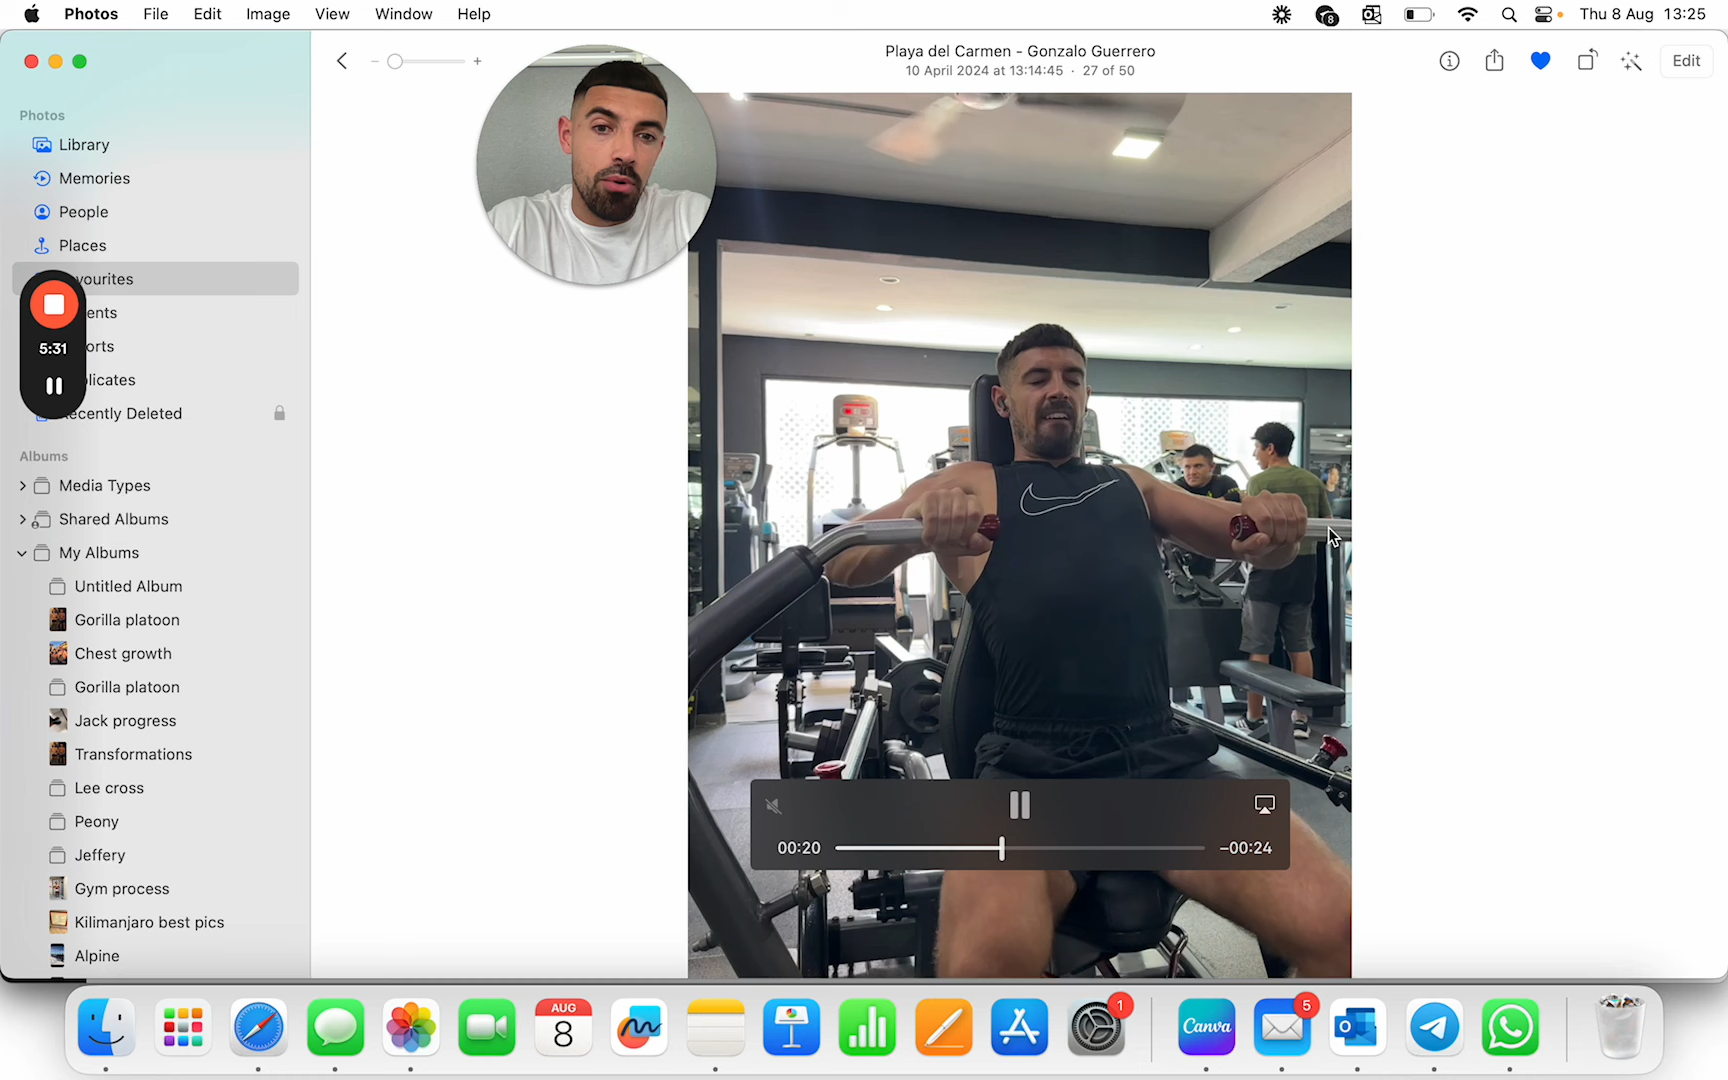 Photos File Edit Image View Window Help
8
Thu 8 Aug 13:25
Playa del Carmen - Gonzalo Guerrero
10 April 2024 at 13:14:45 · 27 of 50
Edit
Photos
Library
Memories
People
Places
vourites
ents
5:31
orts
plicates
ecently Deleted
Albums
Media Types
Shared Albums
My Albums
Untitled Album
Gorilla platoon
Chest growth
Gorilla platoon
Jack progress
Transformations
Lee cross
Peony
Jeffery
Gym process
Kilimanjaro best pics
Alpine
00:20
−00:24
AUG
8
1
Canva
5